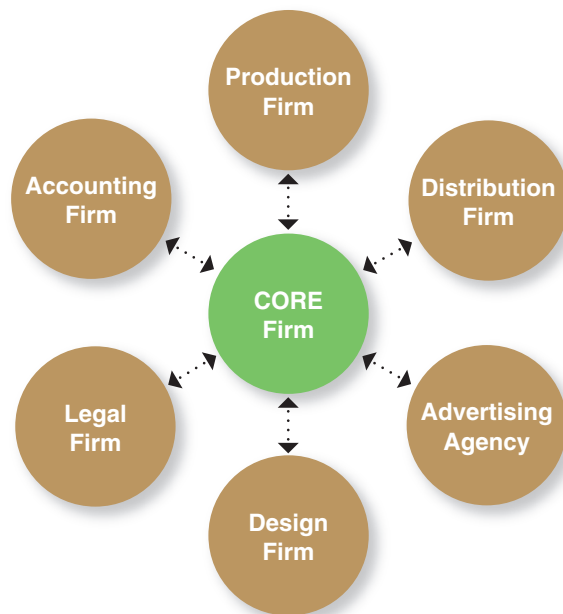 Production
Firm
Accounting
Firm
Distribution
Firm
CORE
Firm
Legal
Firm
Advertising
Agency
Design
Firm